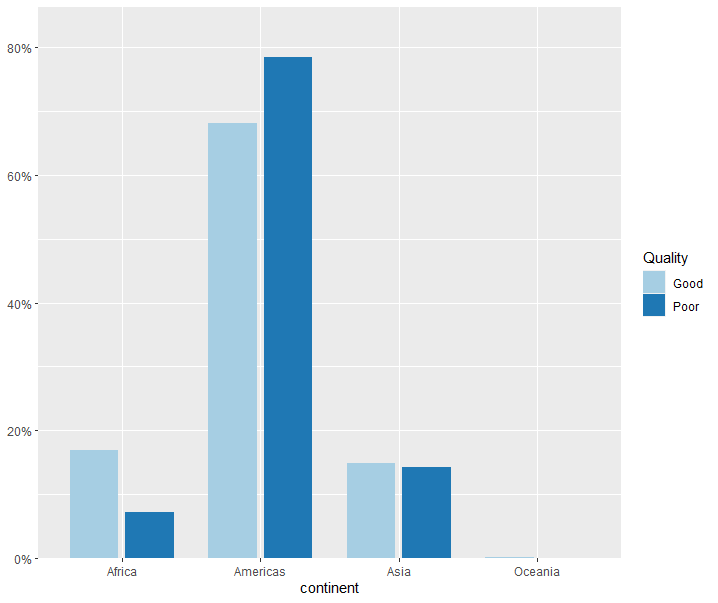 80%
60%
40%
20%
0%
Africa Americas Asia Oceania
continent
Quality
Good
Poor